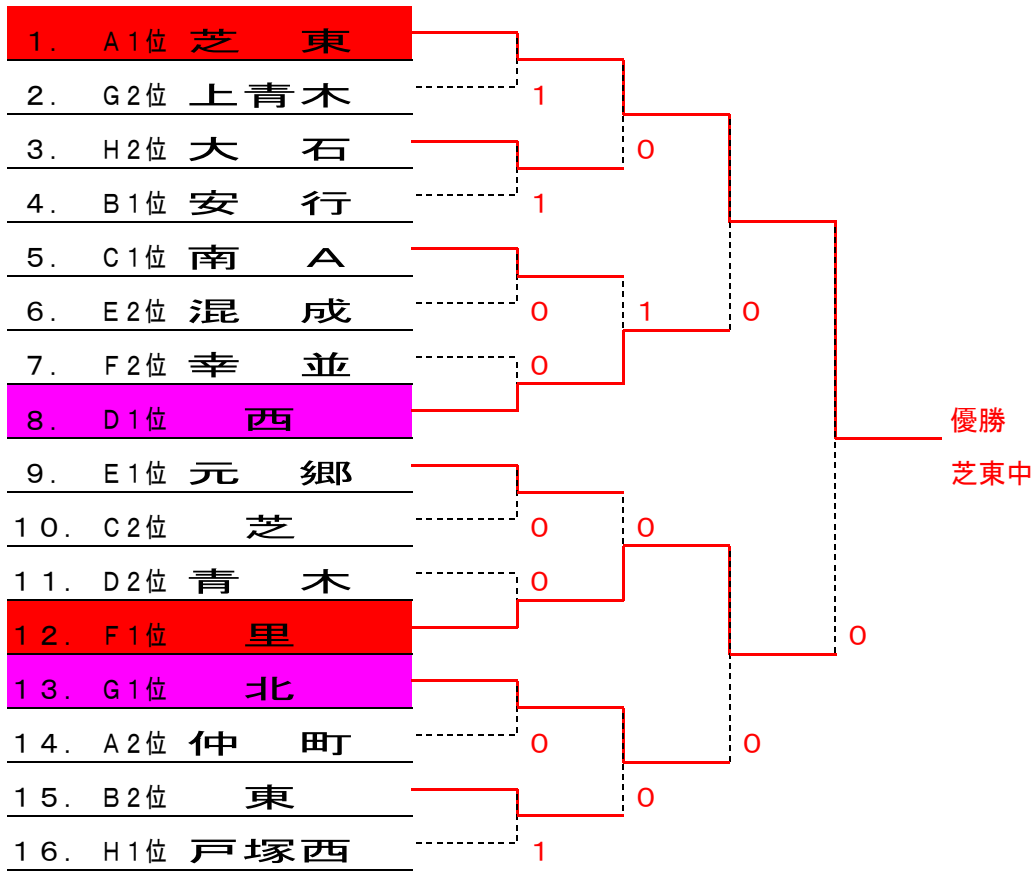 １． Ａ１位 芝　東
２． Ｇ２位 上青木
1
３． Ｈ２位 大　石
0
４． Ｂ１位 安　行
1
５． Ｃ１位 南　Ａ
６． Ｅ２位 混　成
0 1 0
７． Ｆ２位 幸　並
0
８． Ｄ１位 西
優勝
９． Ｅ１位 元　郷
芝東中
１０． Ｃ２位 芝
0 0
１１． Ｄ２位 青　木
0
１２． Ｆ１位 里
0
１３． Ｇ１位 北
１４． Ａ２位 仲　町
0 0
１５． Ｂ２位 東
0
１６． Ｈ１位 戸塚西
1